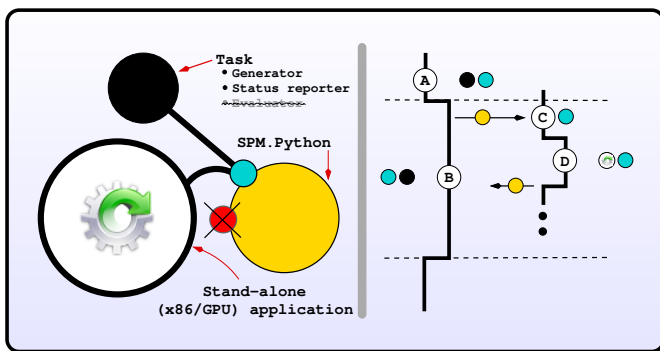 Task
• Generator
• Status reporter
• Evaluator
SPM.Python
Stand-alone
(x86/GPU) application
A
B
C
D